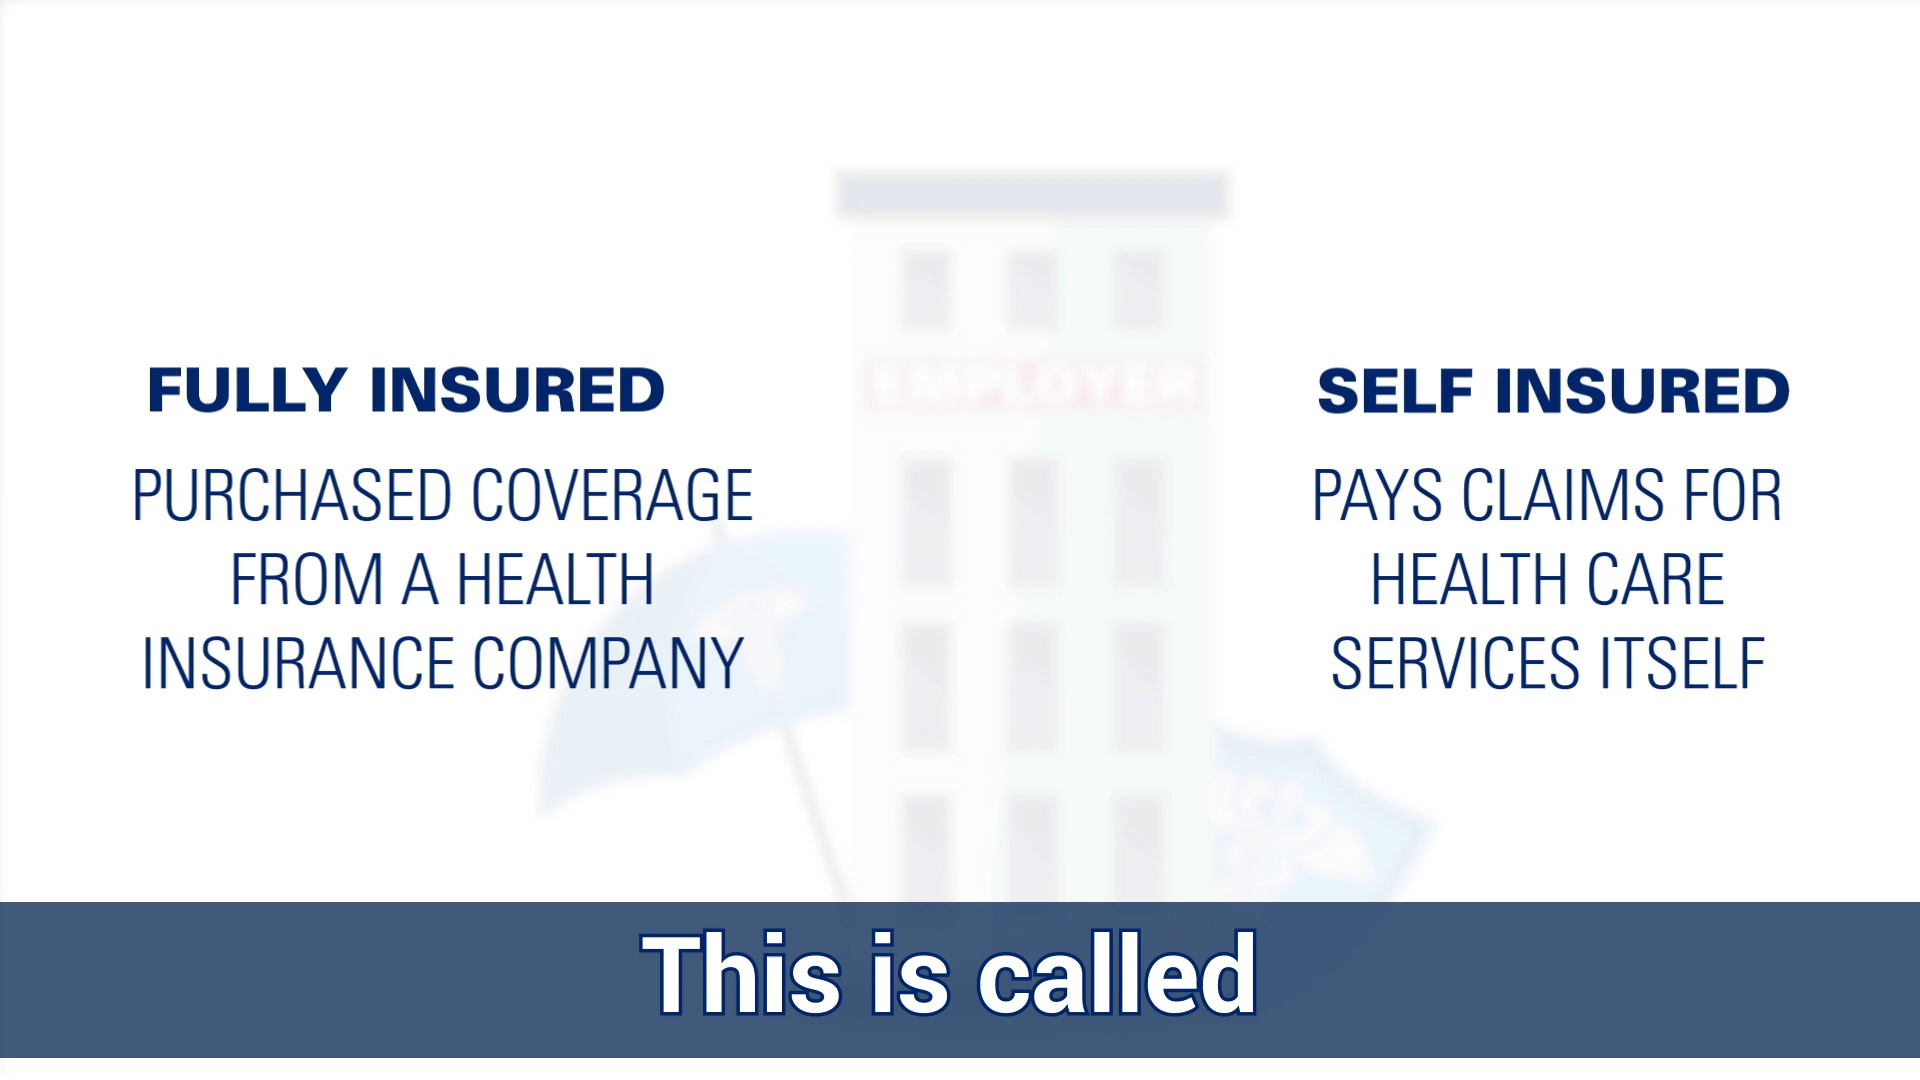 FULLY INSURED
PURCHASED COVERAGE
FROM A HEALTH
INSURANCE COMPANY
EMPLOYER
SELF INSURED
PAYS CLAIMS FOR
HEALTH CARE
SERVICES ITSELF
This is called